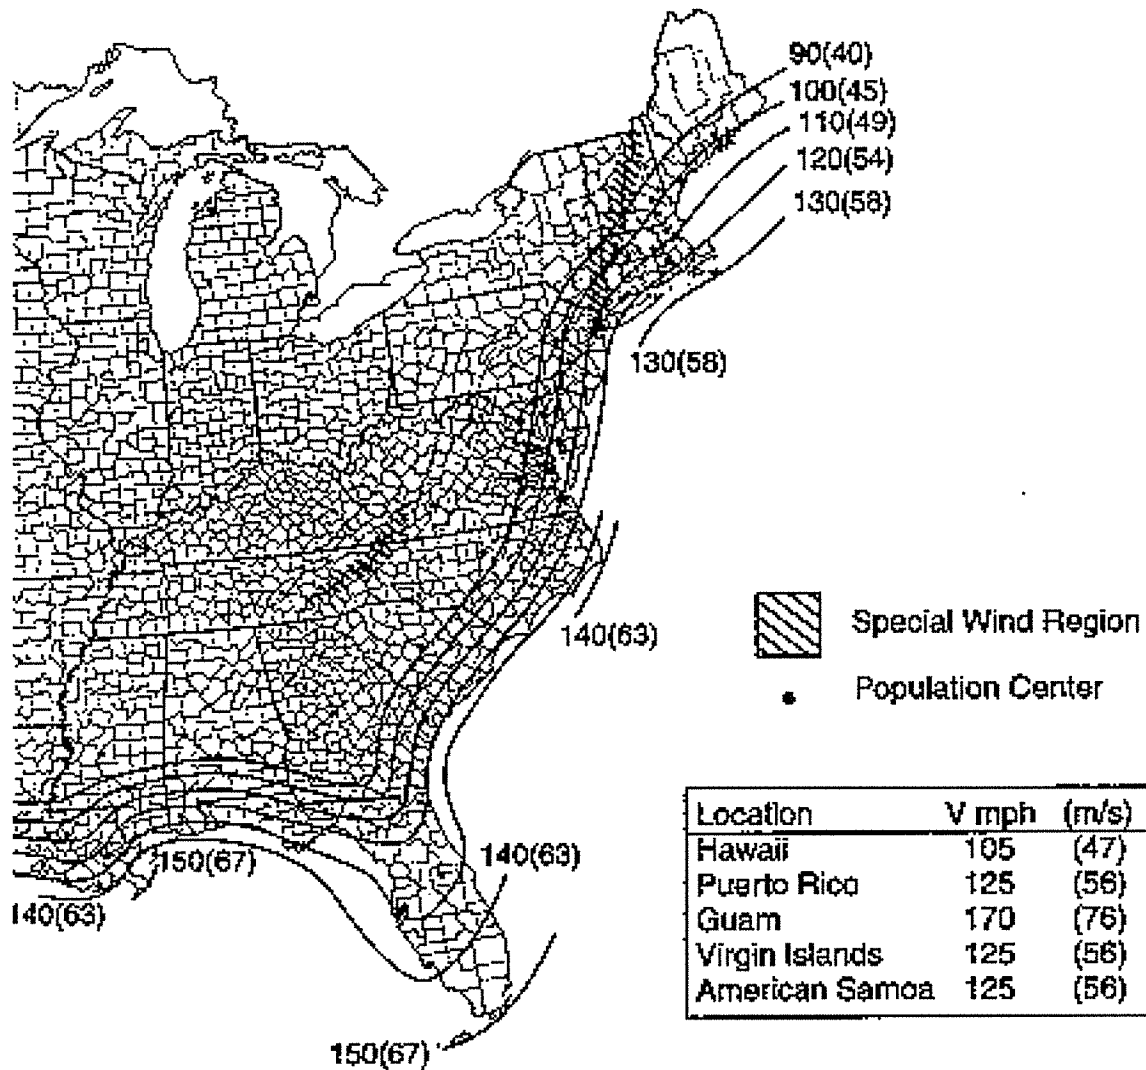 90(40)
100(45)
110(49)
120(54)
130(58)
130(58)
140(63)
Special Wind Region
Population Center
Location V mph (m/s)
Hawaii 105 (47)
Puerto Rico 125 (56)
Guam 170 (76)
Virgin Islands 125 (56)
American Samoa 125 (56)
150(67)
140(63)
140(63)
150(67)